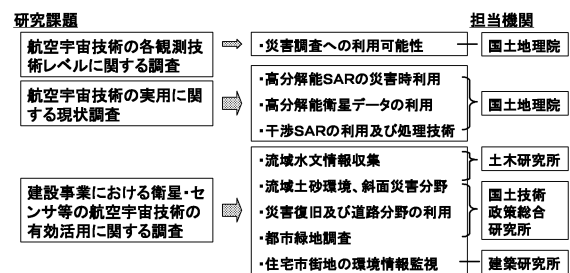 研究課題
担当機関
航空宇宙技術の各観測技
術レベルに関する調査
・災害調査への利用可能性
国土地理院
航空宇宙技術の実用に関
する現状調査
・高分解能SARの災害時利用
・高分解能衛星データの利用
・干渉SARの利用及び処理技術
国土地理院
建設事業における衛星・セ
ンサ等の航空宇宙技術の
有効活用に関する調査
・流域水文情報収集
・流域土砂環境、斜面災害分野
・災害復旧及び道路分野の利用
・都市緑地調査
・住宅市街地の環境情報監視
土木研究所
国土技術
政策総合
研究所
建築研究所